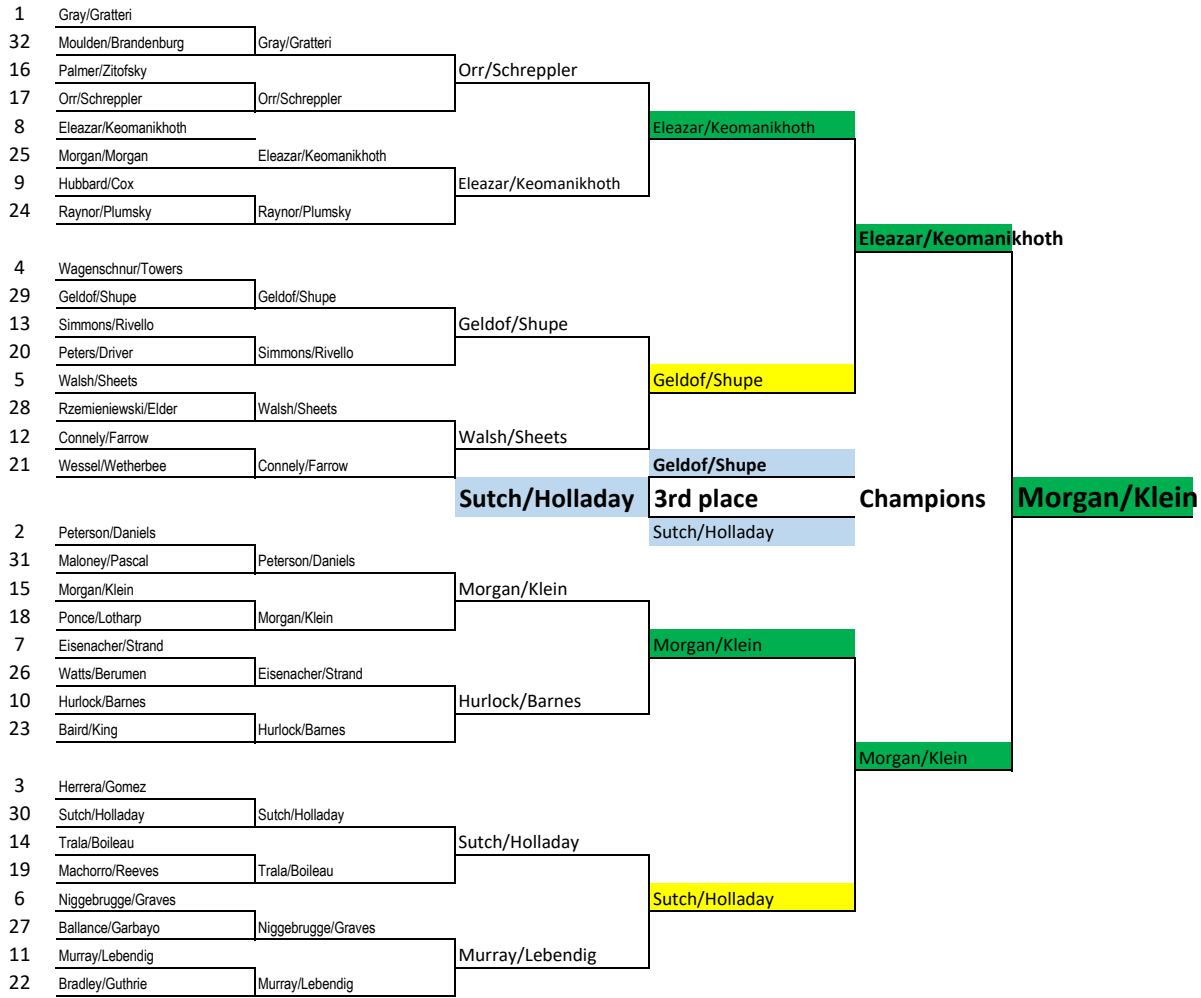 1 Gray/Gratteri
32 Moulden/Brandenburg Gray/Gratteri
16 Palmer/Zitofsky Orr/Schreppler
17 Orr/Schreppler Orr/Schreppler
8 Eleazar/Keomanikhoth Eleazar/Keomanikhoth
25 Morgan/Morgan Eleazar/Keomanikhoth
9 Hubbard/Cox Eleazar/Keomanikhoth
24 Raynor/Plumsky Raynor/Plumsky
Eleazar/Keomanikhoth
4 Wagenschnur/Towers
29 Geldof/Shupe Geldof/Shupe
13 Simmons/Rivello Geldof/Shupe
20 Peters/Driver Simmons/Rivello
5 Walsh/Sheets Geldof/Shupe
28 Rzemieniewski/Elder Walsh/Sheets
12 Connely/Farrow Walsh/Sheets
21 Wessel/Wetherbee Connely/Farrow Geldof/Shupe
Sutch/Holladay 3rd place Champions Morgan/Klein
2 Peterson/Daniels Sutch/Holladay
31 Maloney/Pascal Peterson/Daniels
15 Morgan/Klein Morgan/Klein
18 Ponce/Lotharp Morgan/Klein
7 Eisenacher/Strand Morgan/Klein
26 Watts/Berumen Eisenacher/Strand
10 Hurlock/Barnes Hurlock/Barnes
23 Baird/King Hurlock/Barnes
Morgan/Klein
3 Herrera/Gomez
30 Sutch/Holladay Sutch/Holladay
14 Trala/Boileau Sutch/Holladay
19 Machorro/Reeves Trala/Boileau
6 Niggebrugge/Graves Sutch/Holladay
27 Ballance/Garbayo Niggebrugge/Graves
11 Murray/Lebendig Murray/Lebendig
22 Bradley/Guthrie Murray/Lebendig